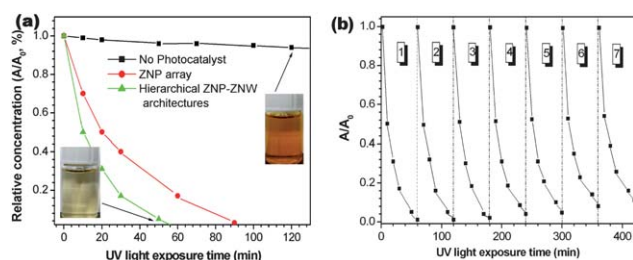 (a)
Relative concentration (A/A₀, %)
1.0
0.8
0.6
0.4
0.2
No Photocatalyst
ZNP array
Hierarchical ZNP-ZNW
architectures
0 20 40 60 80 100 120
UV light exposure time (min)
(b)
A/A₀
1.0
0.8
0.6
0.4
0.2
0.0
1 2 3 4 5 6 7
0 100 200 300 400
UV light exposure time (min)